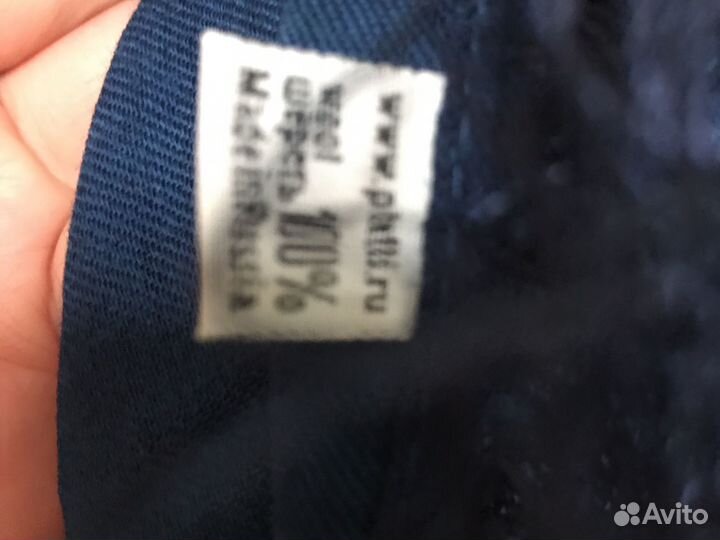 wool
шерсть 100%
Made in Russia
Avito